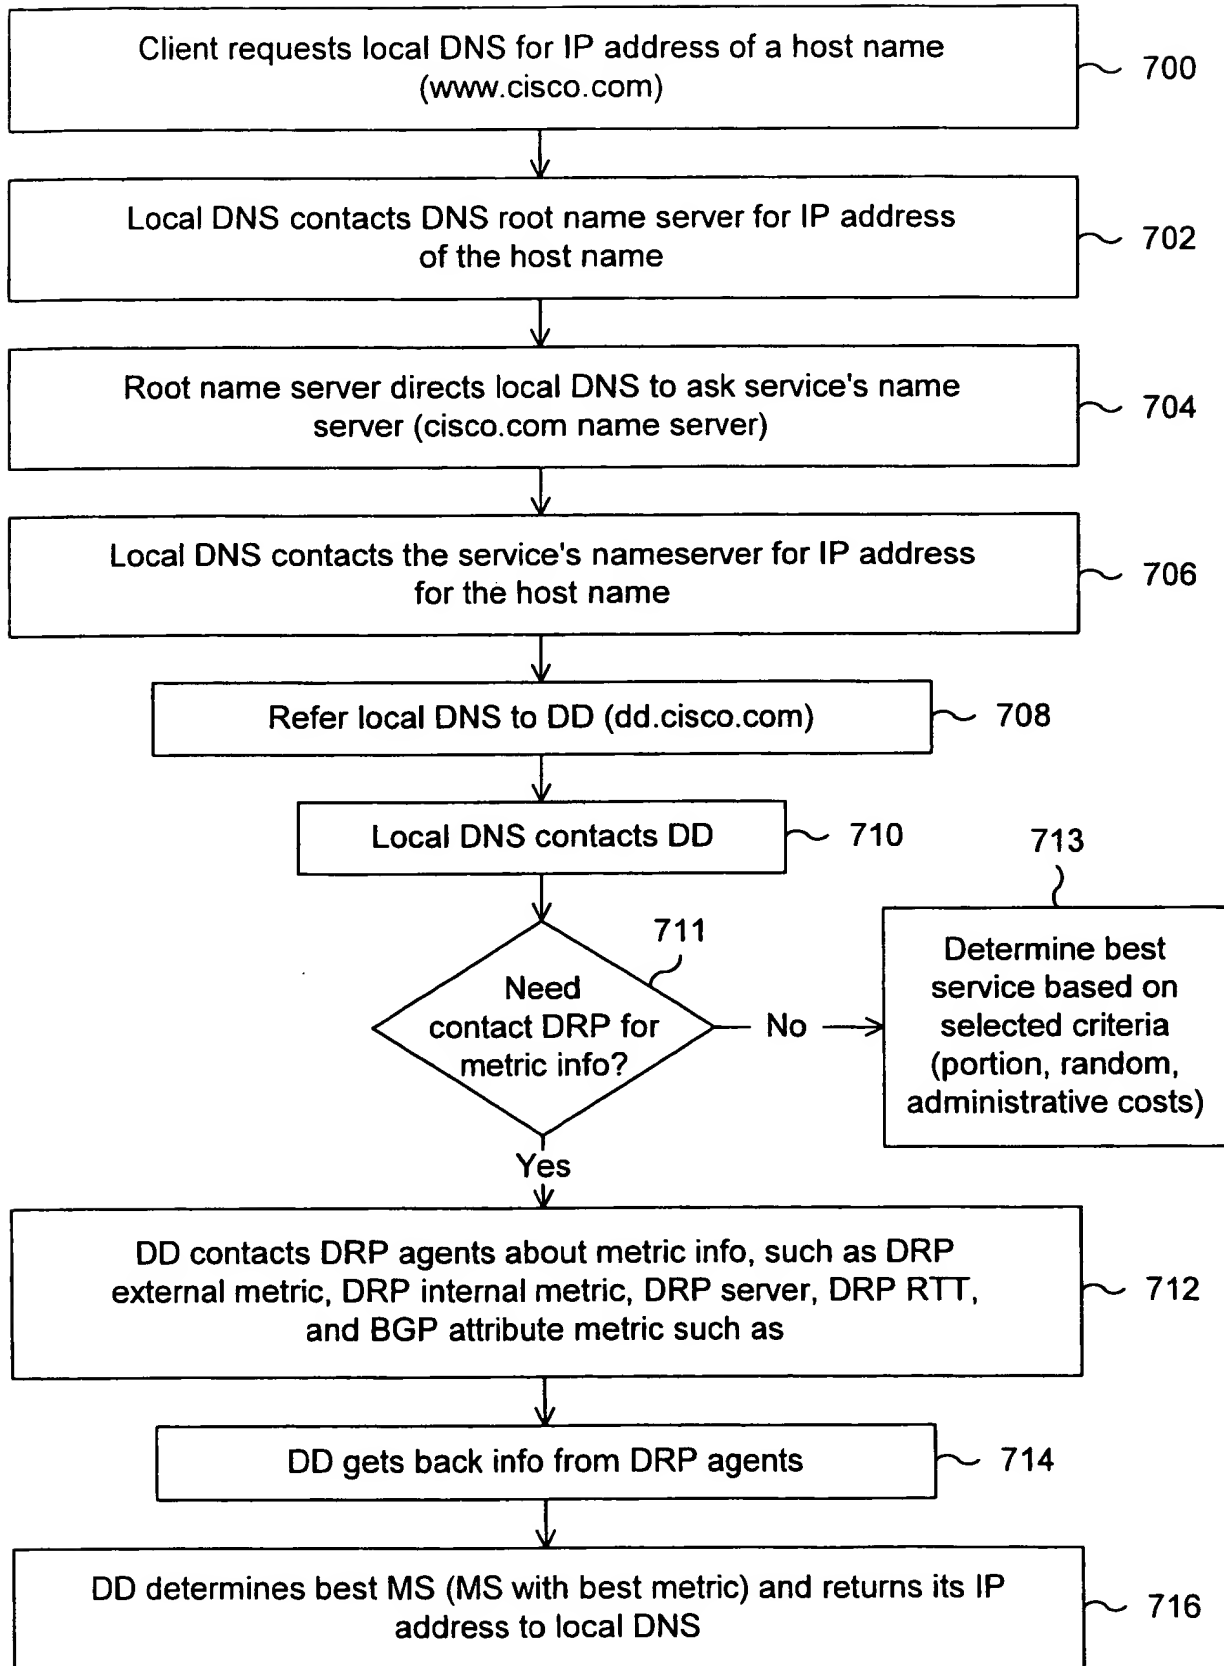 Client requests local DNS for IP address of a host name
(www.cisco.com)
700
Local DNS contacts DNS root name server for IP address
of the host name
702
Root name server directs local DNS to ask service's name
server (cisco.com name server)
704
Local DNS contacts the service's nameserver for IP address
for the host name
706
Refer local DNS to DD (dd.cisco.com)
708
Local DNS contacts DD
710
711
Need
contact DRP for
metric info?
No
713
Determine best
service based on
selected criteria
(portion, random,
administrative costs)
Yes
DD contacts DRP agents about metric info, such as DRP
external metric, DRP internal metric, DRP server, DRP RTT,
and BGP attribute metric such as
712
DD gets back info from DRP agents
714
DD determines best MS (MS with best metric) and returns its IP
address to local DNS
716